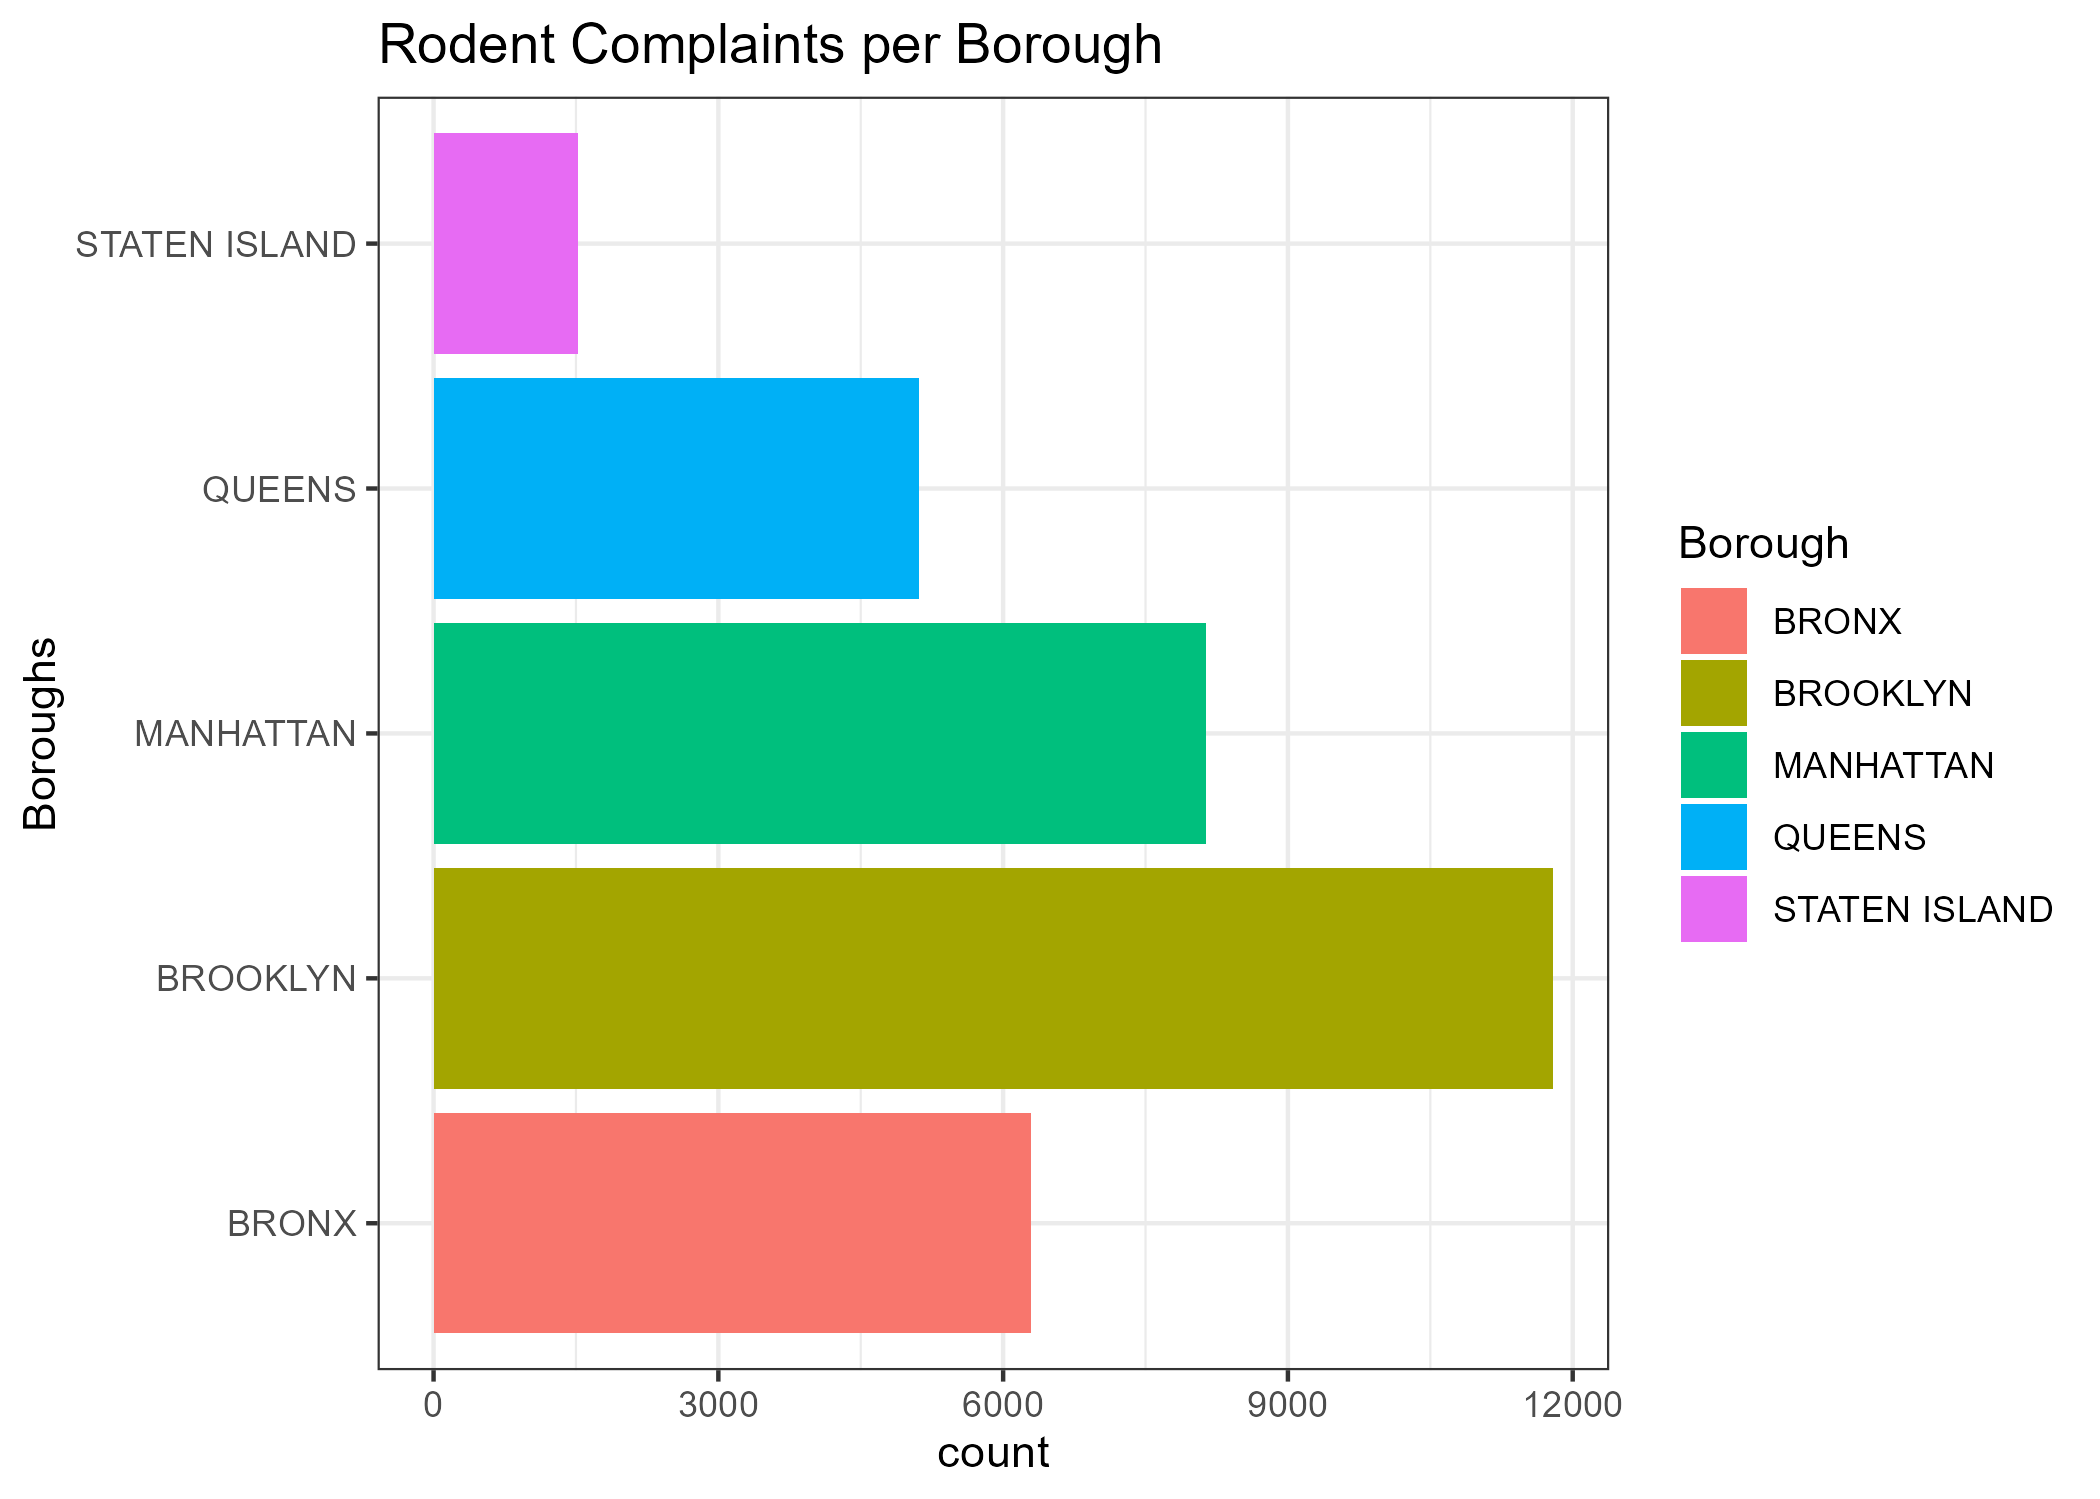 Rodent Complaints per Borough
Boroughs
STATEN ISLAND
QUEENS
MANHATTAN
BROOKLYN
BRONX
0 3000 6000 9000 12000
count
Borough
BRONX
BROOKLYN
MANHATTAN
QUEENS
STATEN ISLAND